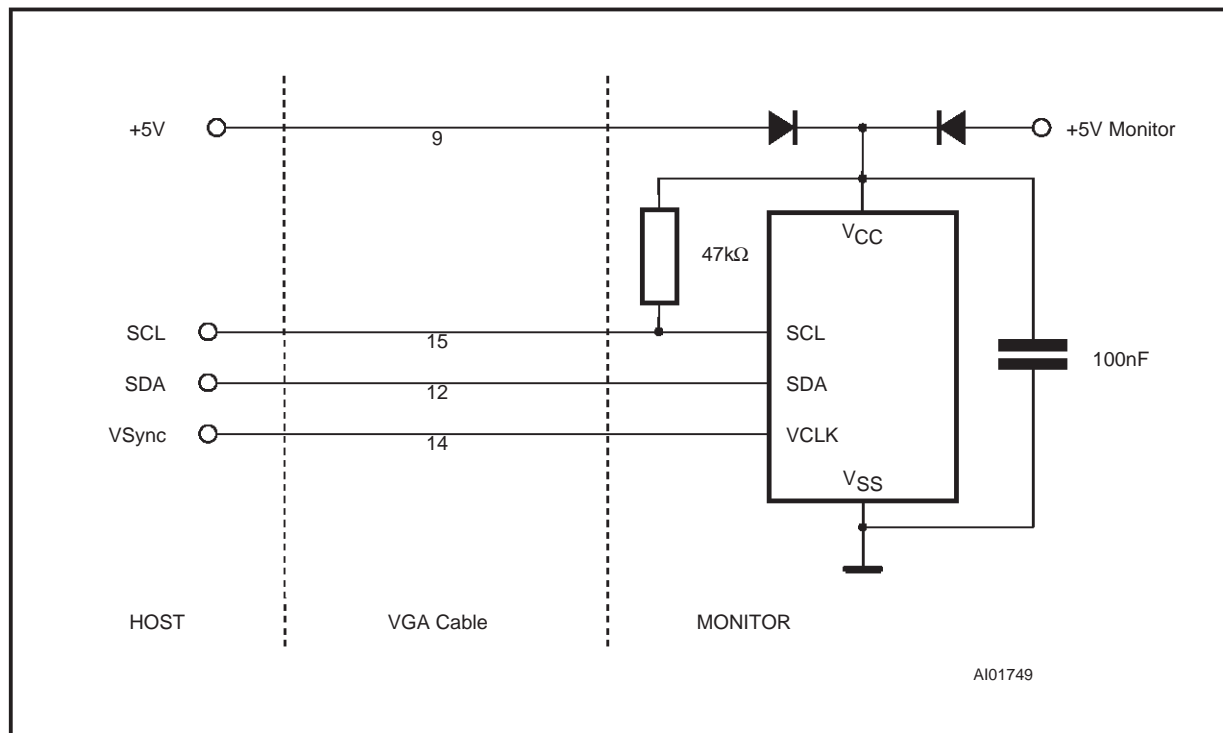 +5V
9
+5V Monitor
VCC
47kΩ
SCL
15
SCL
100nF
SDA
12
SDA
VSync
14
VCLK
VSS
HOST
VGA Cable
MONITOR
AI01749